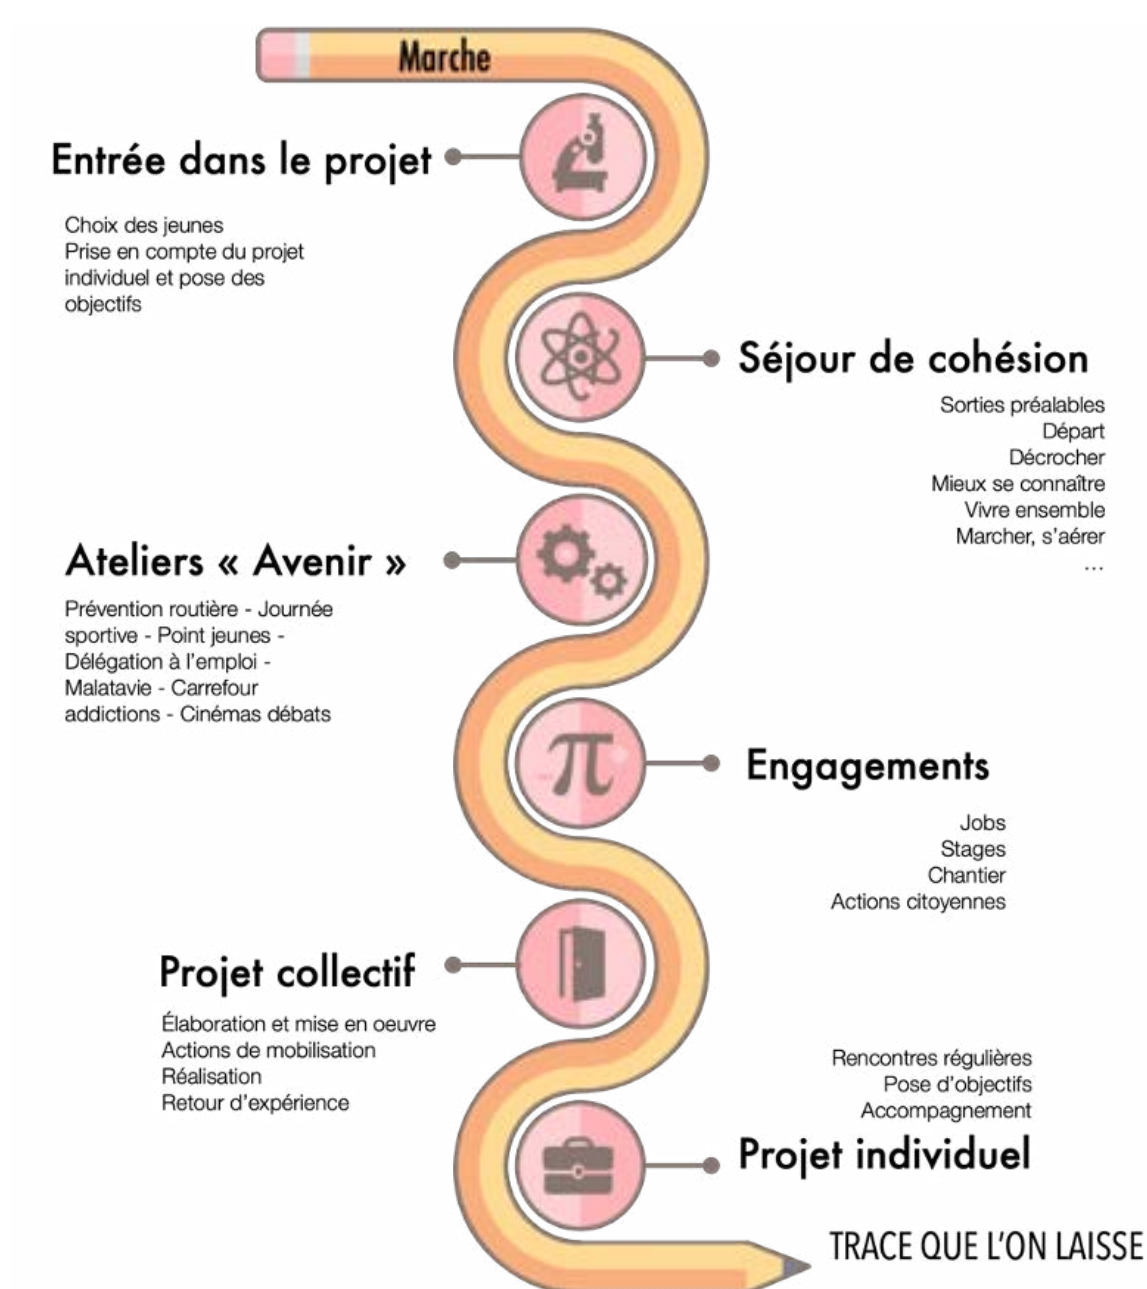 Marche
Entrée dans le projet
Choix des jeunes
Prise en compte du projet
individuel et pose des
objectifs
Séjour de cohésion
Sorties préalables
Départ
Décrocher
Mieux se connaître
Vivre ensemble
Marcher, s'aérer
...
Ateliers « Avenir »
Prévention routière - Journée
sportive - Point jeunes -
Délégation à l'emploi -
Malatavie - Carrefour
addictions - Cinémas débats
π
Engagements
Jobs
Stages
Chantier
Actions citoyennes
Projet collectif
Élaboration et mise en oeuvre
Actions de mobilisation
Réalisation
Retour d'expérience
Rencontres régulières
Pose d'objectifs
Accompagnement
Projet individuel
TRACE QUE L'ON LAISSE